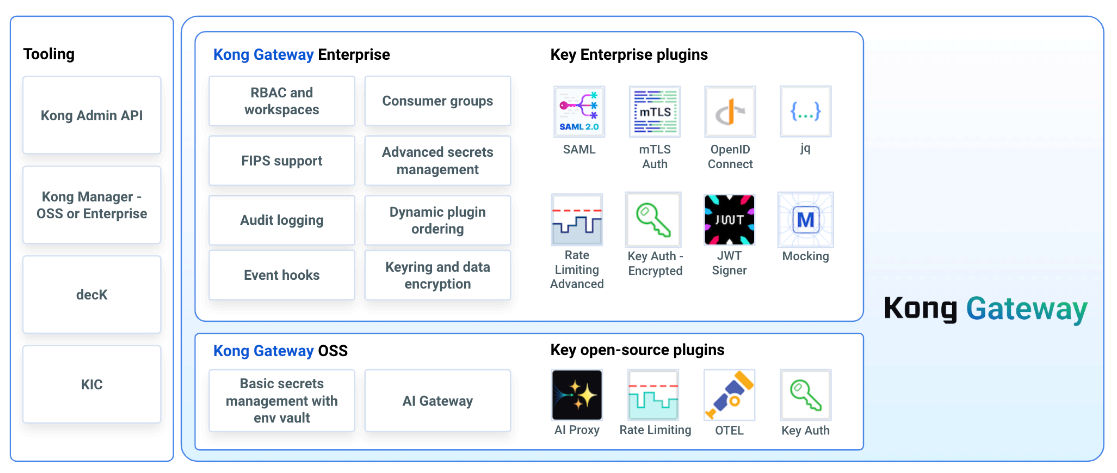 Tooling
Kong Admin API
Kong Manager -
OSS or Enterprise
decK
KIC
Kong Gateway Enterprise
RBAC and
workspaces
Consumer groups
FIPS support
Advanced secrets
management
Audit logging
Dynamic plugin
ordering
Event hooks
Keyring and data
encryption
Key Enterprise plugins
SAML 2.0
SAML
mTLS
mTLS
Auth
OpenID
Connect
{...}
jq
Rate
Limiting
Advanced
Key Auth -
Encrypted
JWT
JWT
Signer
M
Mocking
Kong Gateway OSS
Basic secrets
management with
env vault
AI Gateway
Key open-source plugins
AI Proxy
Rate Limiting
OTEL
Key Auth
Kong Gateway